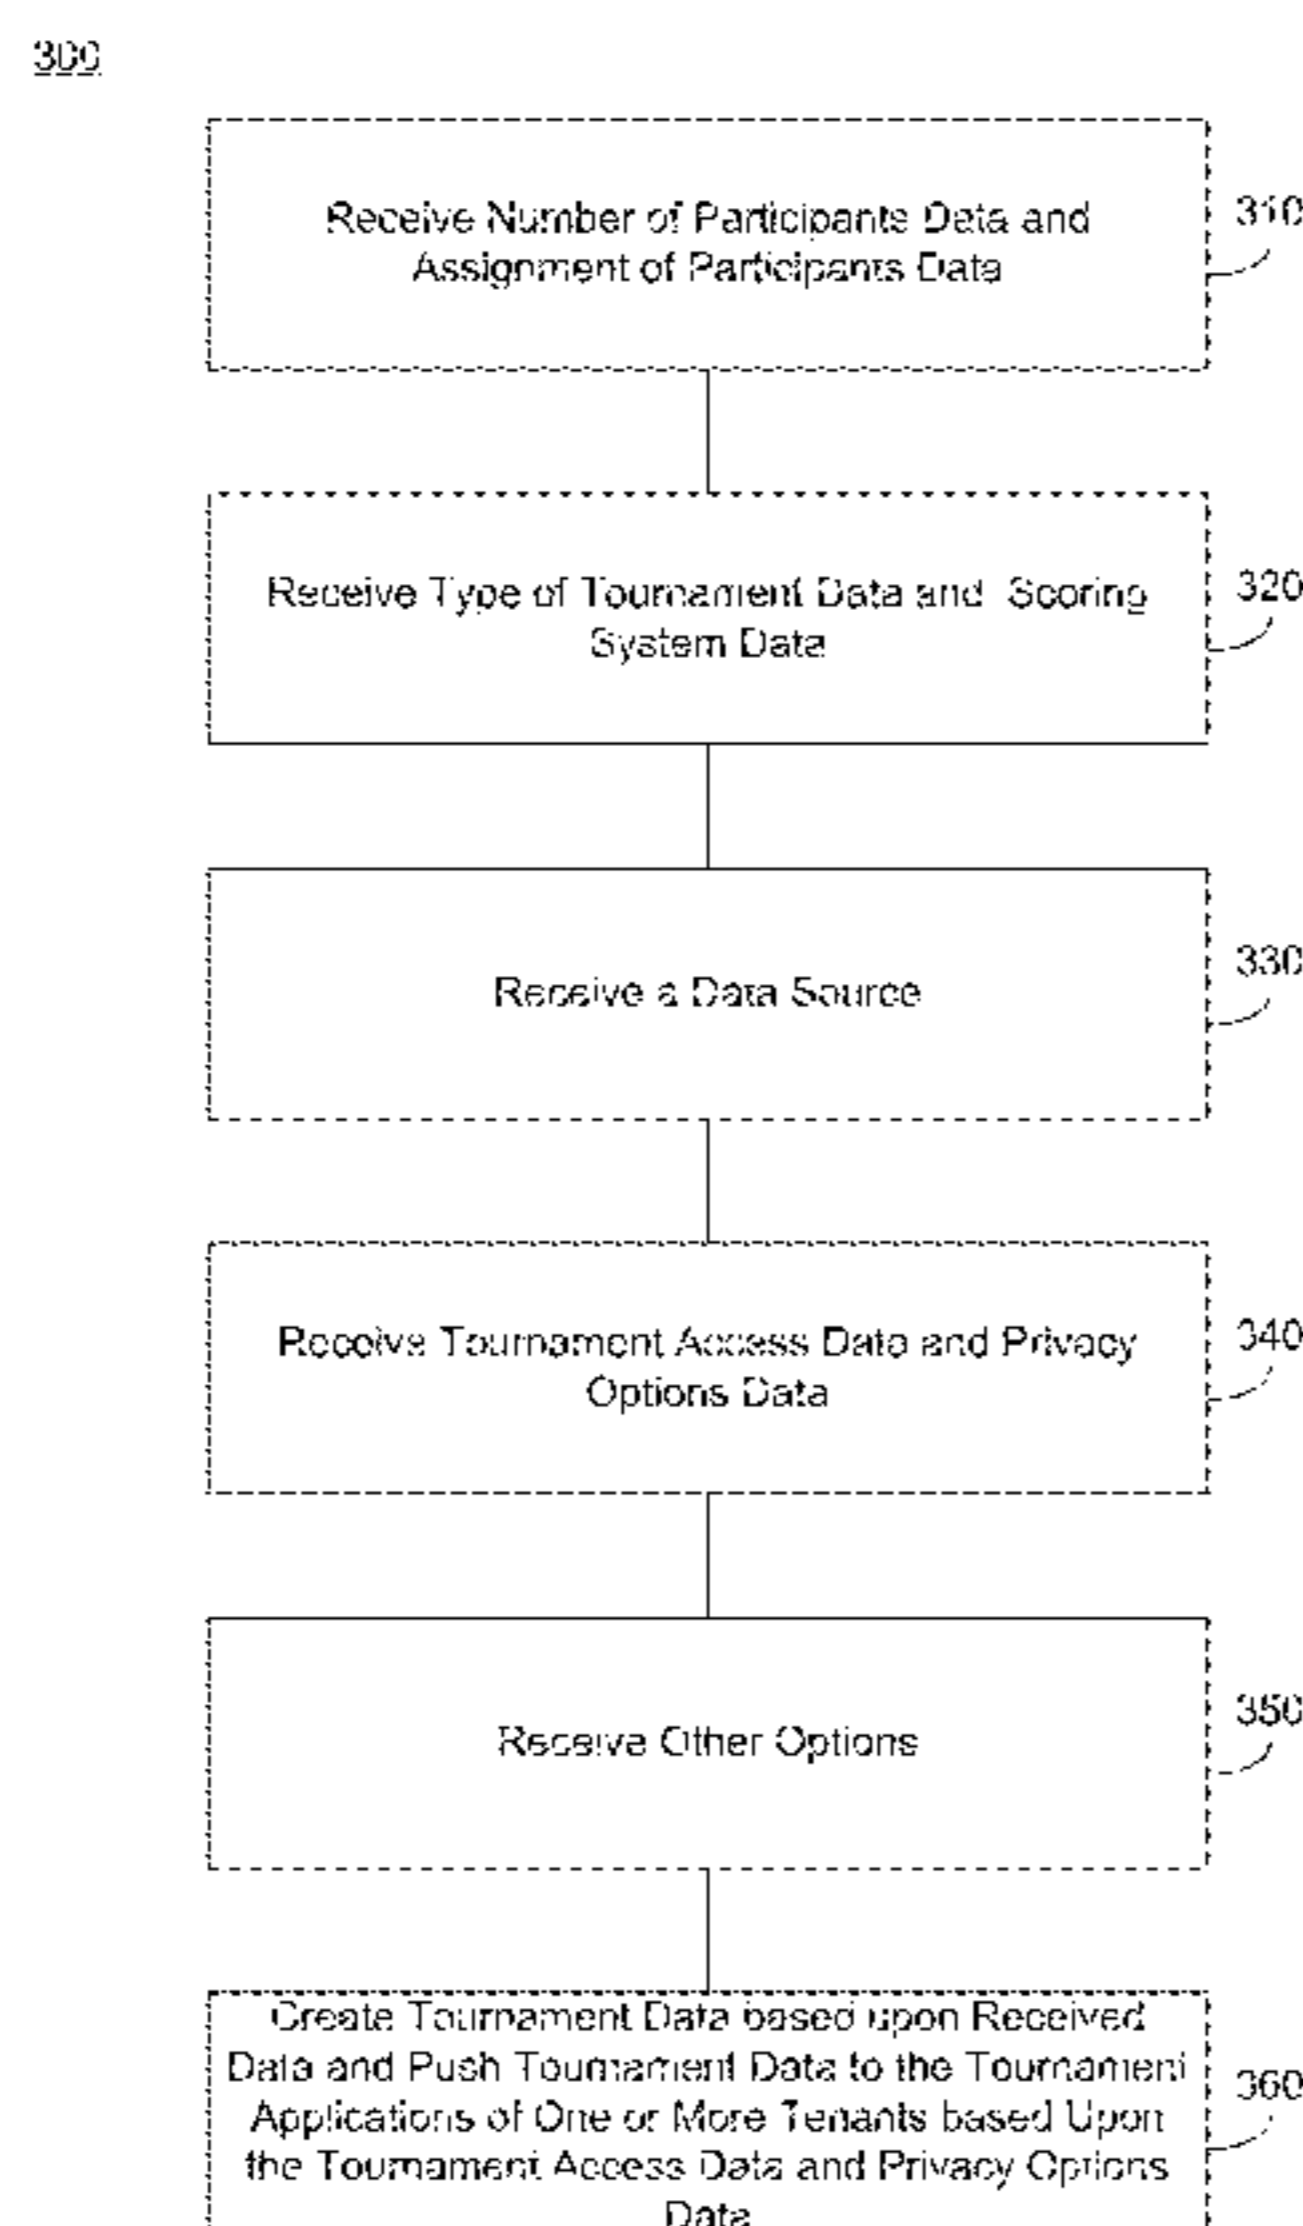 300
Receive Number of Participants Data and
Assignment of Participants Data
310
Receive Type of Tournament Data and Scoring
System Data
320
Receive a Data Source
330
Receive Tournament Access Data and Privacy
Options Data
340
Receive Other Options
350
Create Tournament Data based upon Received
Data and Push Tournament Data to the Tournament
Applications of One or More Tenants based Upon
the Tournament Access Data and Privacy Options
Data
360